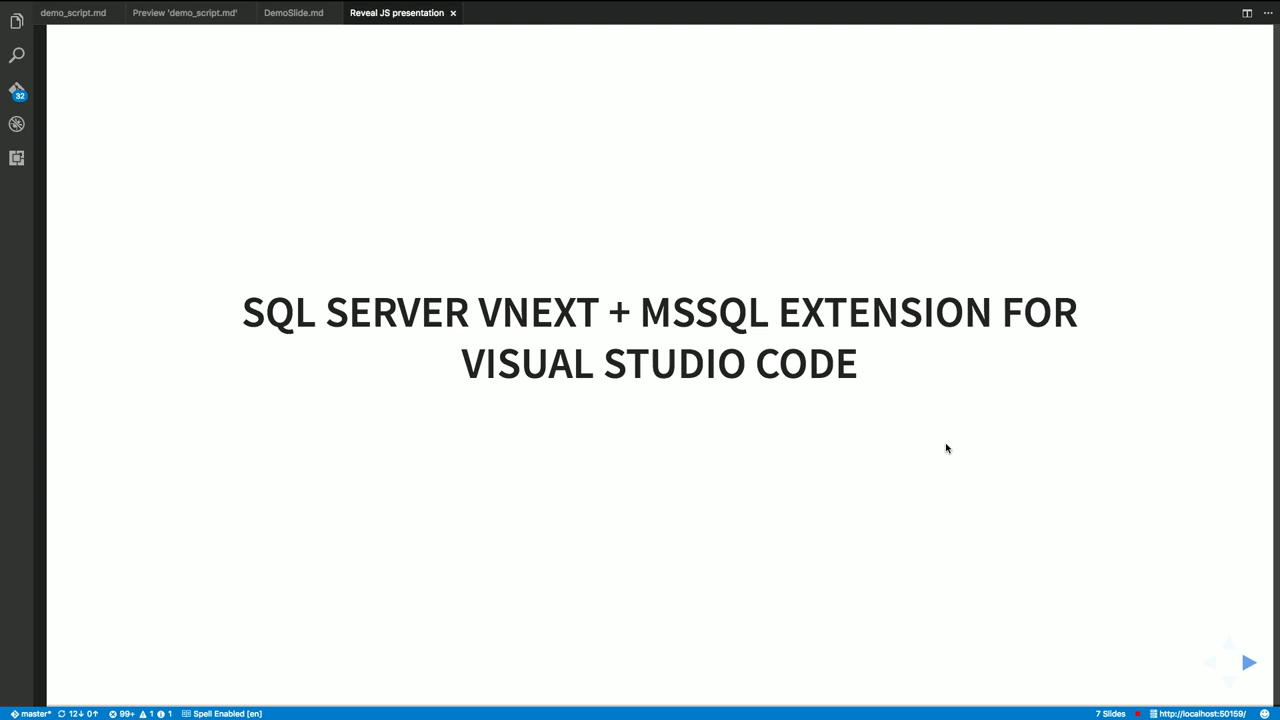 demo_script.md Preview 'demo_script.md' DemoSlide.md Reveal JS presentation ×
32
SQL SERVER VNEXT + MSSQL EXTENSION FOR
VISUAL STUDIO CODE
master* 12↓ 0↑ 99+ 1 1 Spell Enabled [en] 7 Slides http://localhost:50159/